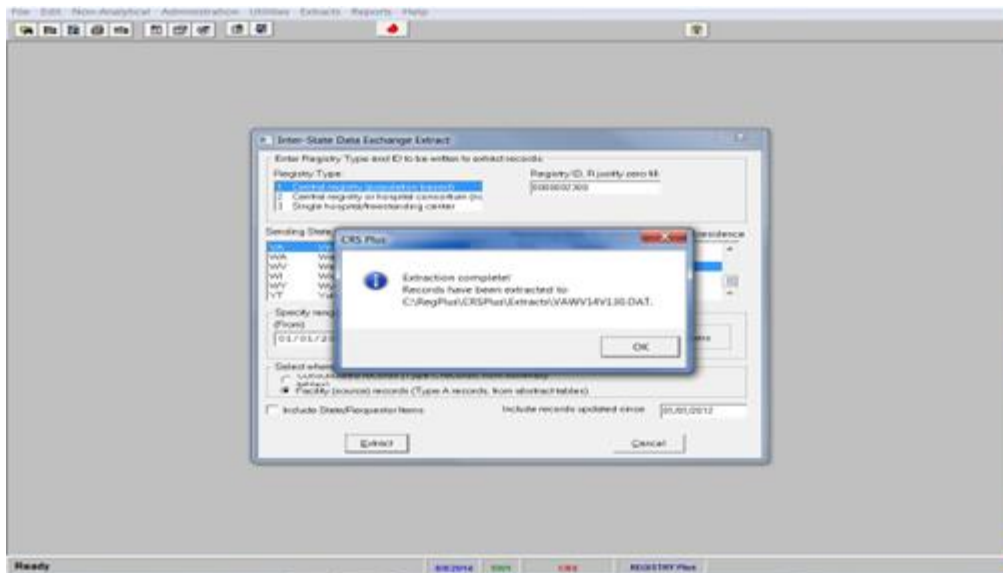 File Edit Non-Analytical Administration Utilities Extracts Reports Help
Inter-State Data Exchange Extract
Enter Registry Type and ID to be written to extract records
Registry Type:
Registry ID, R justify zero fill:
1 Central registry (population based)
2 Central registry or hospital consortium
3 Single hospital/freestanding center
Sending State
VA
WA
WV
WI
WY
YT
CRS Plus
Extraction complete!
Records have been extracted to
C:\RegPlus\CRSPlus\Extracts\VAWV14V130.DAT.
OK
Specify
(From)
Select
Facility (source) records (Type A records, from abstract tables)
Include State/Requestor Items
Include records updated since
01/01/2012
Extract
Cancel
Ready
REGISTRY Plus